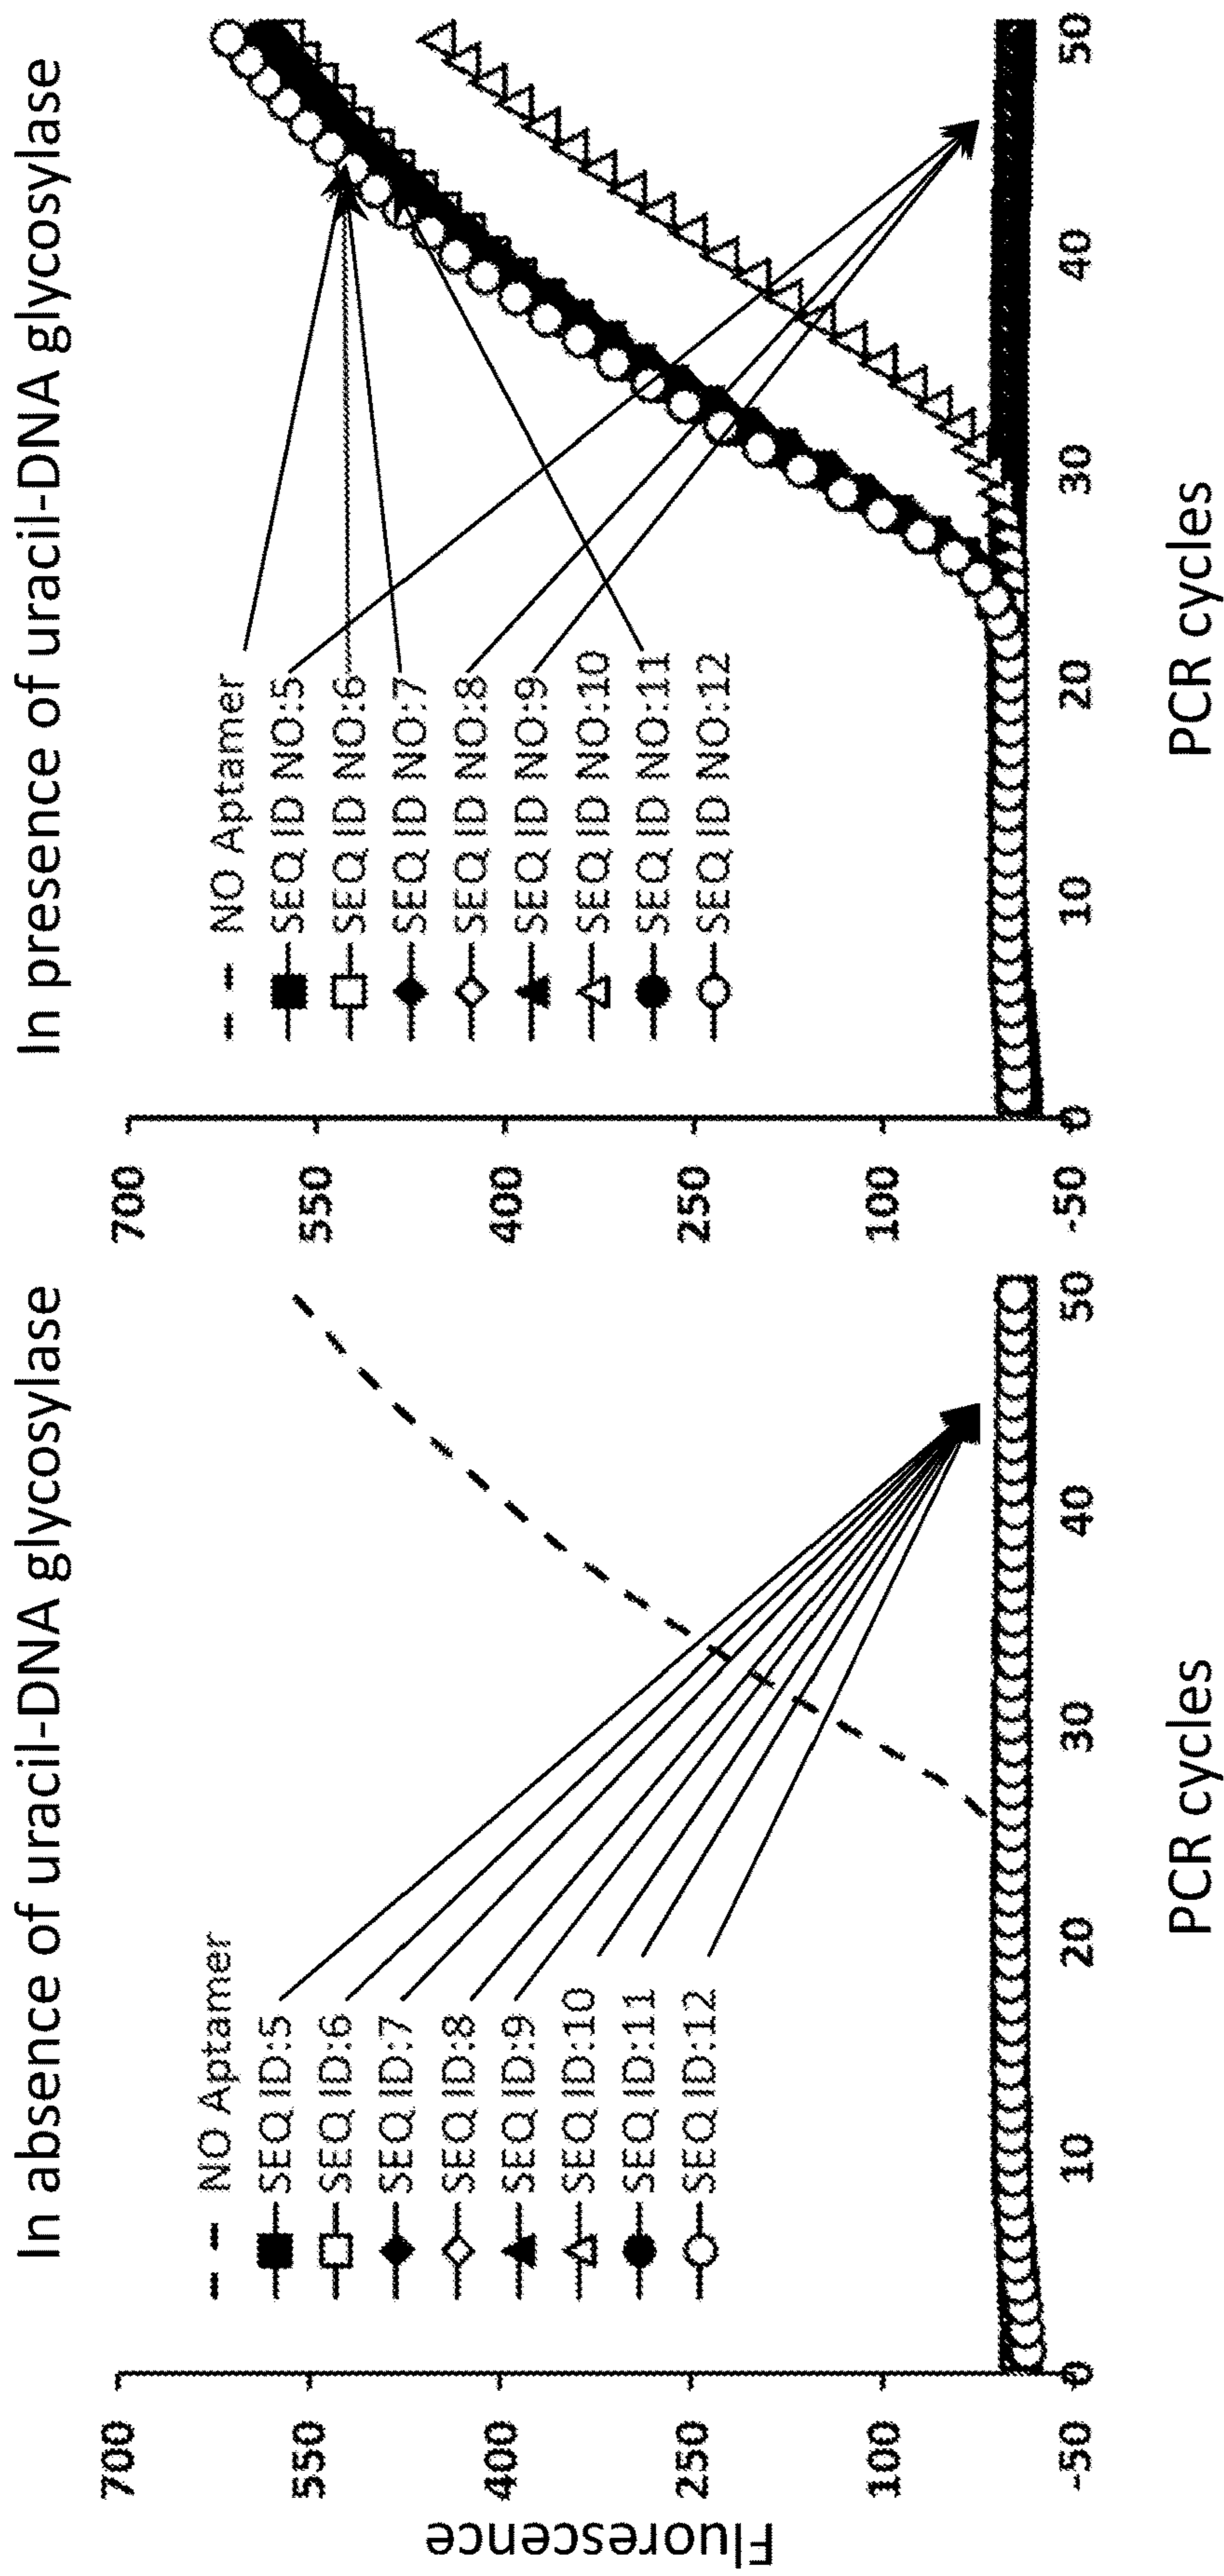 In absence of uracil-DNA glycosylase
Fluorescence
700
550
400
250
100
-50
NO Aptamer
SEQ ID:5
SEQ ID:6
SEQ ID:7
SEQ ID:8
SEQ ID:9
SEQ ID:10
SEQ ID:11
SEQ ID:12
0 10 20 30 40 50
PCR cycles
In presence of uracil-DNA glycosylase
700
550
400
250
100
-50
NO Aptamer
SEQ ID NO:5
SEQ ID NO:6
SEQ ID NO:7
SEQ ID NO:8
SEQ ID NO:9
SEQ ID NO:10
SEQ ID NO:11
SEQ ID NO:12
0 10 20 30 40 50
PCR cycles